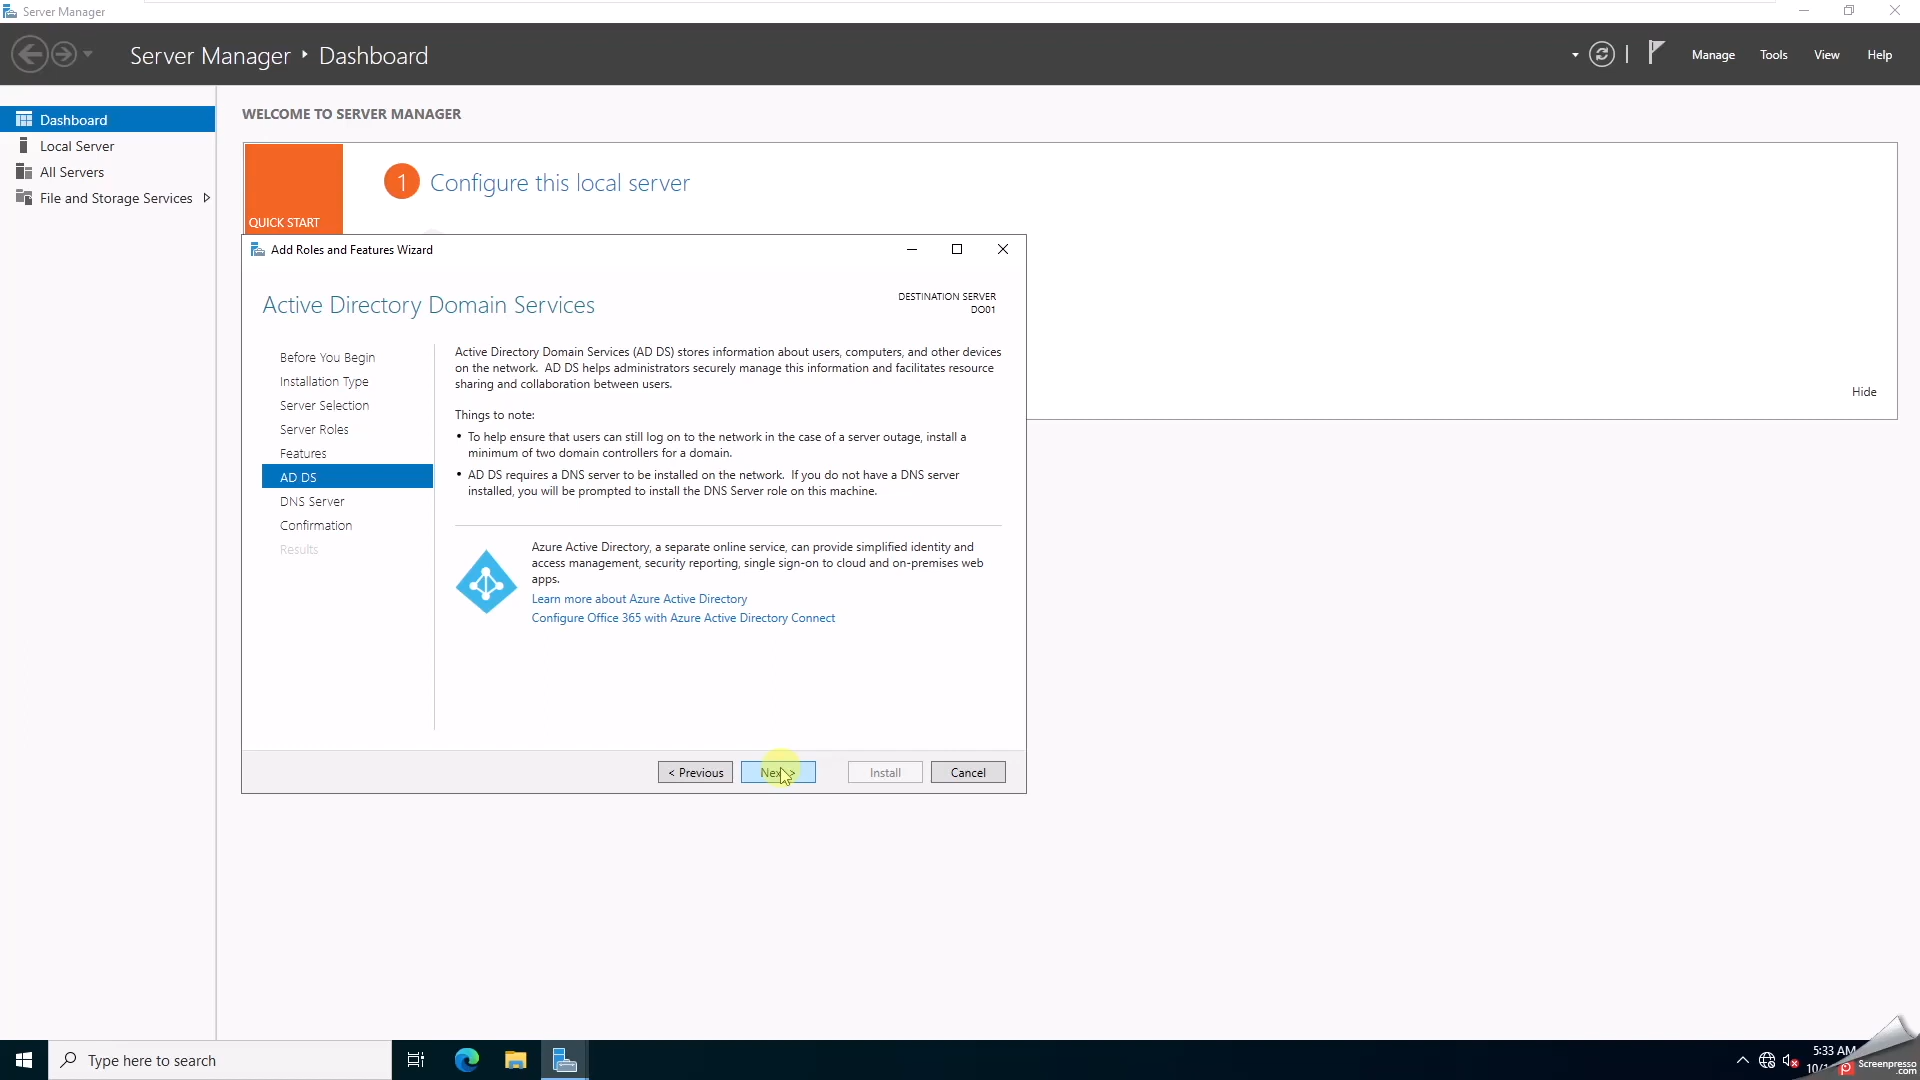 Server Manager
Server Manager
Dashboard
Manage
Tools
View
Help
Dashboard
Local Server
All Servers
File and Storage Services
WELCOME TO SERVER MANAGER
QUICK START
1
Configure this local server
Hide
Add Roles and Features Wizard
Active Directory Domain Services
DESTINATION SERVER
DO01
Before You Begin
Installation Type
Server Selection
Server Roles
Features
AD DS
DNS Server
Confirmation
Results
Active Directory Domain Services (AD DS) stores information about users, computers, and other devices
on the network. AD DS helps administrators securely manage this information and facilitates resource
sharing and collaboration between users.
Things to note:
• To help ensure that users can still log on to the network in the case of a server outage, install a
minimum of two domain controllers for a domain.
• AD DS requires a DNS server to be installed on the network. If you do not have a DNS server
installed, you will be prompted to install the DNS Server role on this machine.
Azure Active Directory, a separate online service, can provide simplified identity and
access management, security reporting, single sign-on to cloud and on-premises web
apps.
Learn more about Azure Active Directory
Configure Office 365 with Azure Active Directory Connect
< Previous
Next >
Install
Cancel
Type here to search
5:33 AM
Screenpresso
.com